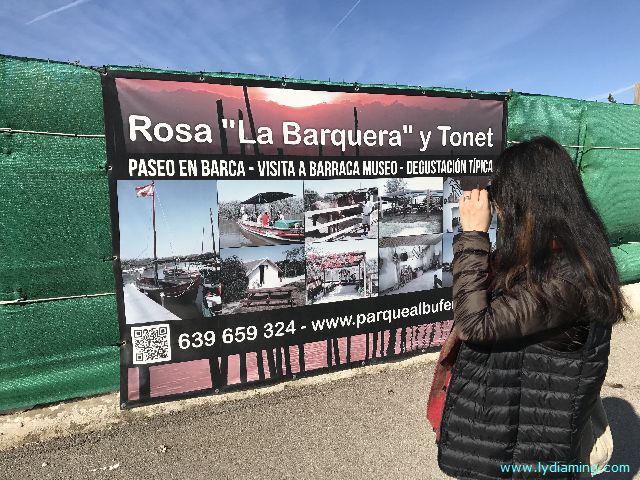 Rosa "La Barquera" y Tonet
PASEO EN BARCA - VISITA A BARRACA MUSEO - DEGUSTACIÓN TÍPICA
639 659 324 - www.parquealbufe
www.lydiaming.com